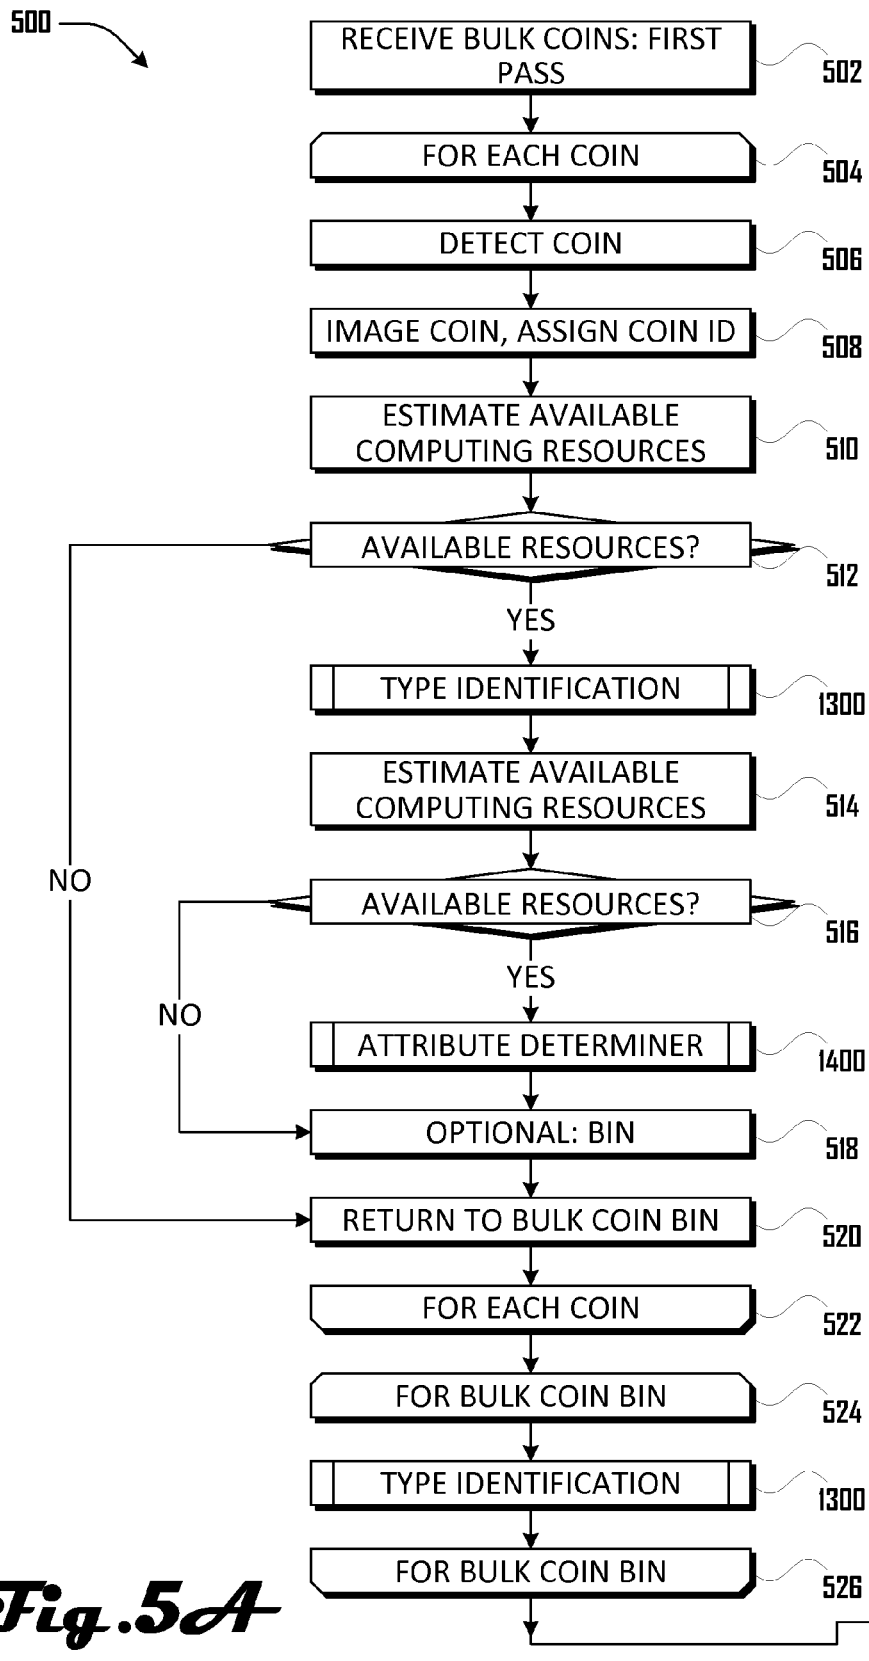 500
RECEIVE BULK COINS: FIRST
PASS
502
FOR EACH COIN
504
DETECT COIN
506
IMAGE COIN, ASSIGN COIN ID
508
ESTIMATE AVAILABLE
COMPUTING RESOURCES
510
AVAILABLE RESOURCES?
512
YES
TYPE IDENTIFICATION
1300
ESTIMATE AVAILABLE
COMPUTING RESOURCES
514
NO
AVAILABLE RESOURCES?
516
YES
NO
ATTRIBUTE DETERMINER
1400
OPTIONAL: BIN
518
RETURN TO BULK COIN BIN
520
FOR EACH COIN
522
FOR BULK COIN BIN
524
TYPE IDENTIFICATION
1300
FOR BULK COIN BIN
526
Fig.5A